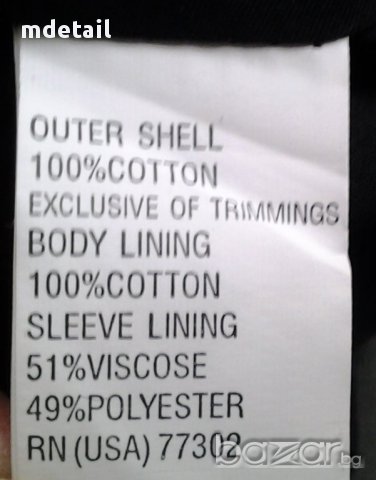 mdetail
OUTER SHELL
100%COTTON
EXCLUSIVE OF TRIMMINGS
BODY LINING
100%COTTON
SLEEVE LINING
51%VISCOSE
49%POLYESTER
RN (USA) 77302
bazar.bg